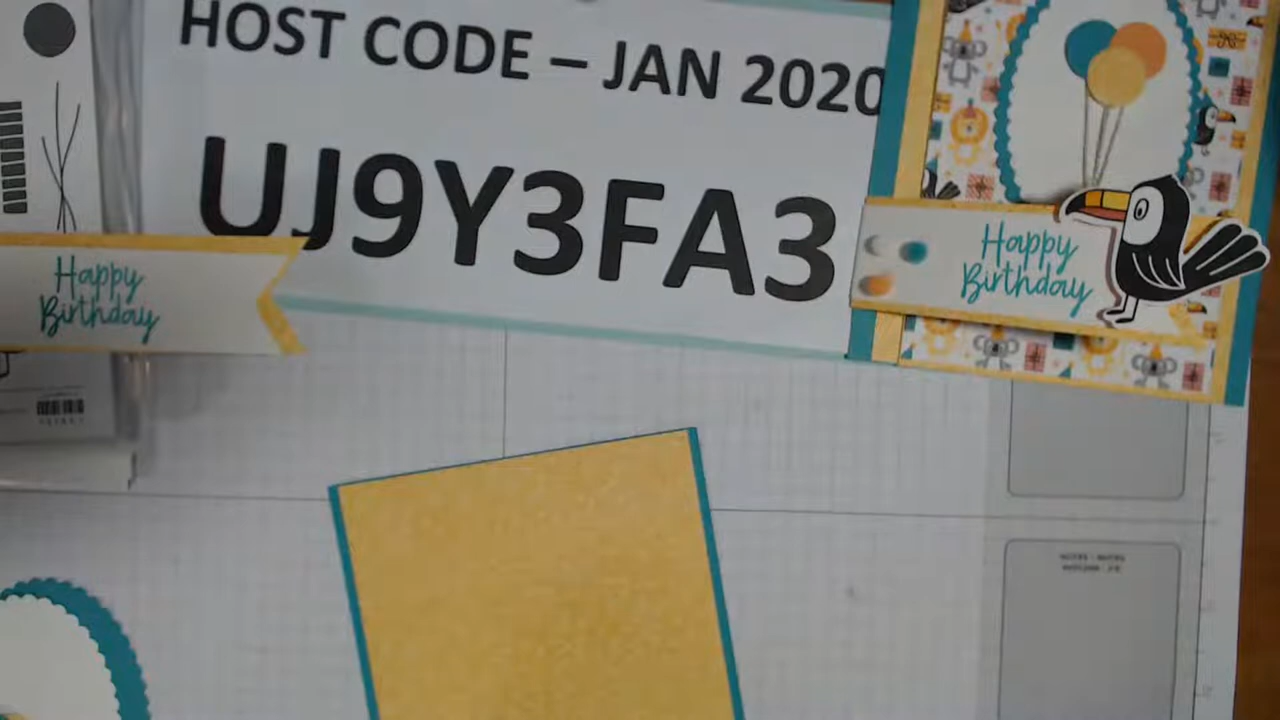 HOST CODE – JAN 2020
UJ9Y3FA3
Happy
Birthday
Happy
Birthday